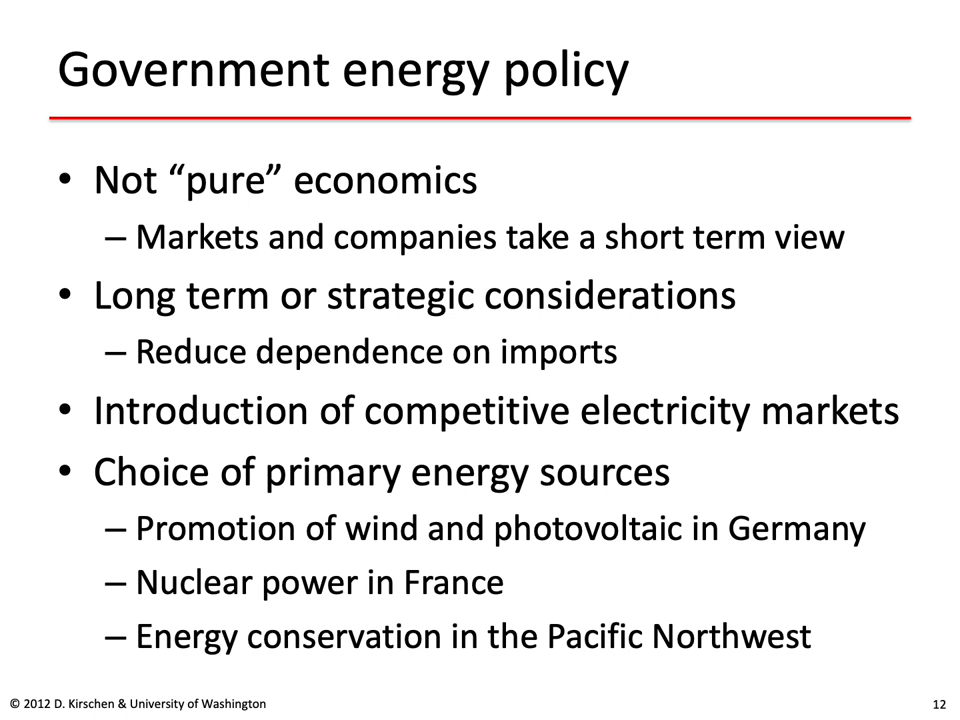 Government energy policy
• Not “pure” economics
– Markets and companies take a short term view
• Long term or strategic considerations
– Reduce dependence on imports
• Introduction of competitive electricity markets
• Choice of primary energy sources
– Promotion of wind and photovoltaic in Germany
– Nuclear power in France
– Energy conservation in the Pacific Northwest
© 2012 D. Kirschen & University of Washington
12